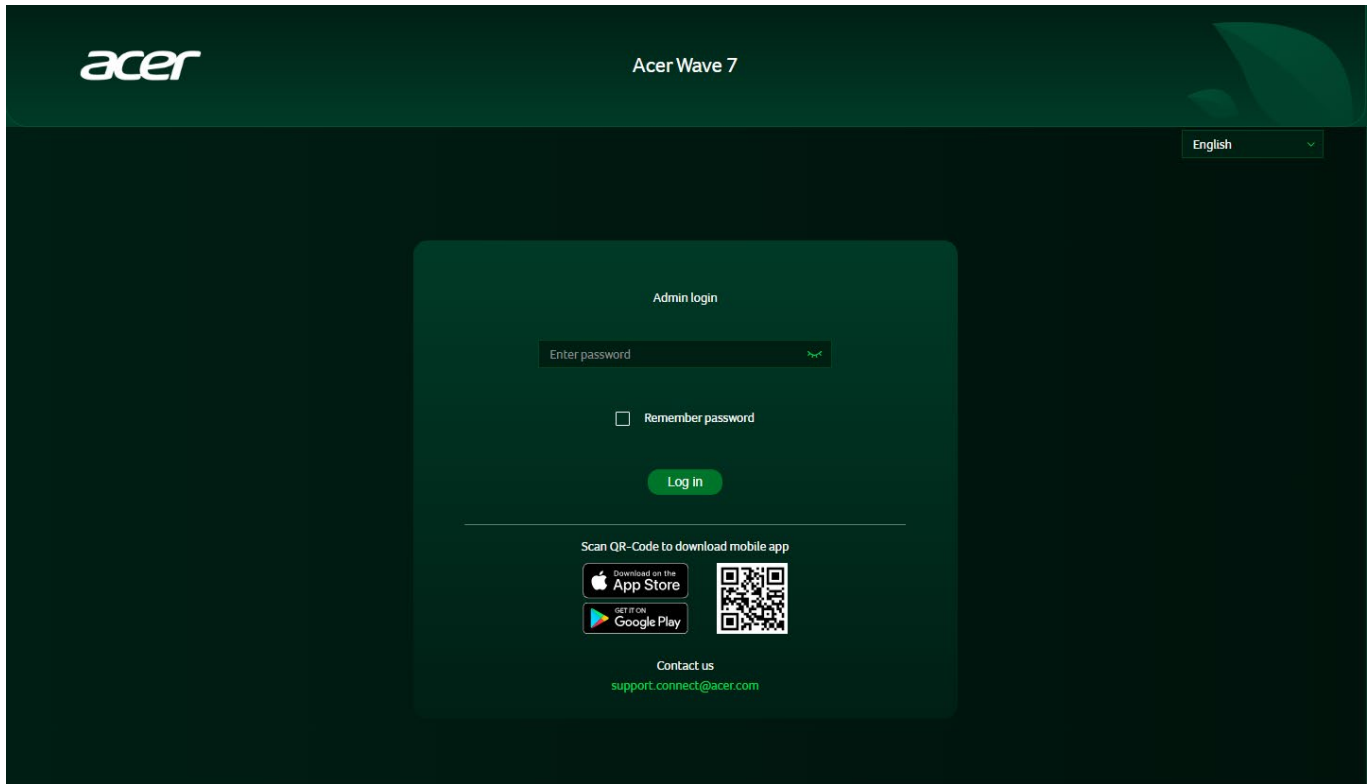 acer
Acer Wave 7
English
Admin login
Enter password
Remember password
Log in
Scan QR-Code to download mobile app
Download on the
App Store
GET IT ON
Google Play
Contact us
support.connect@acer.com